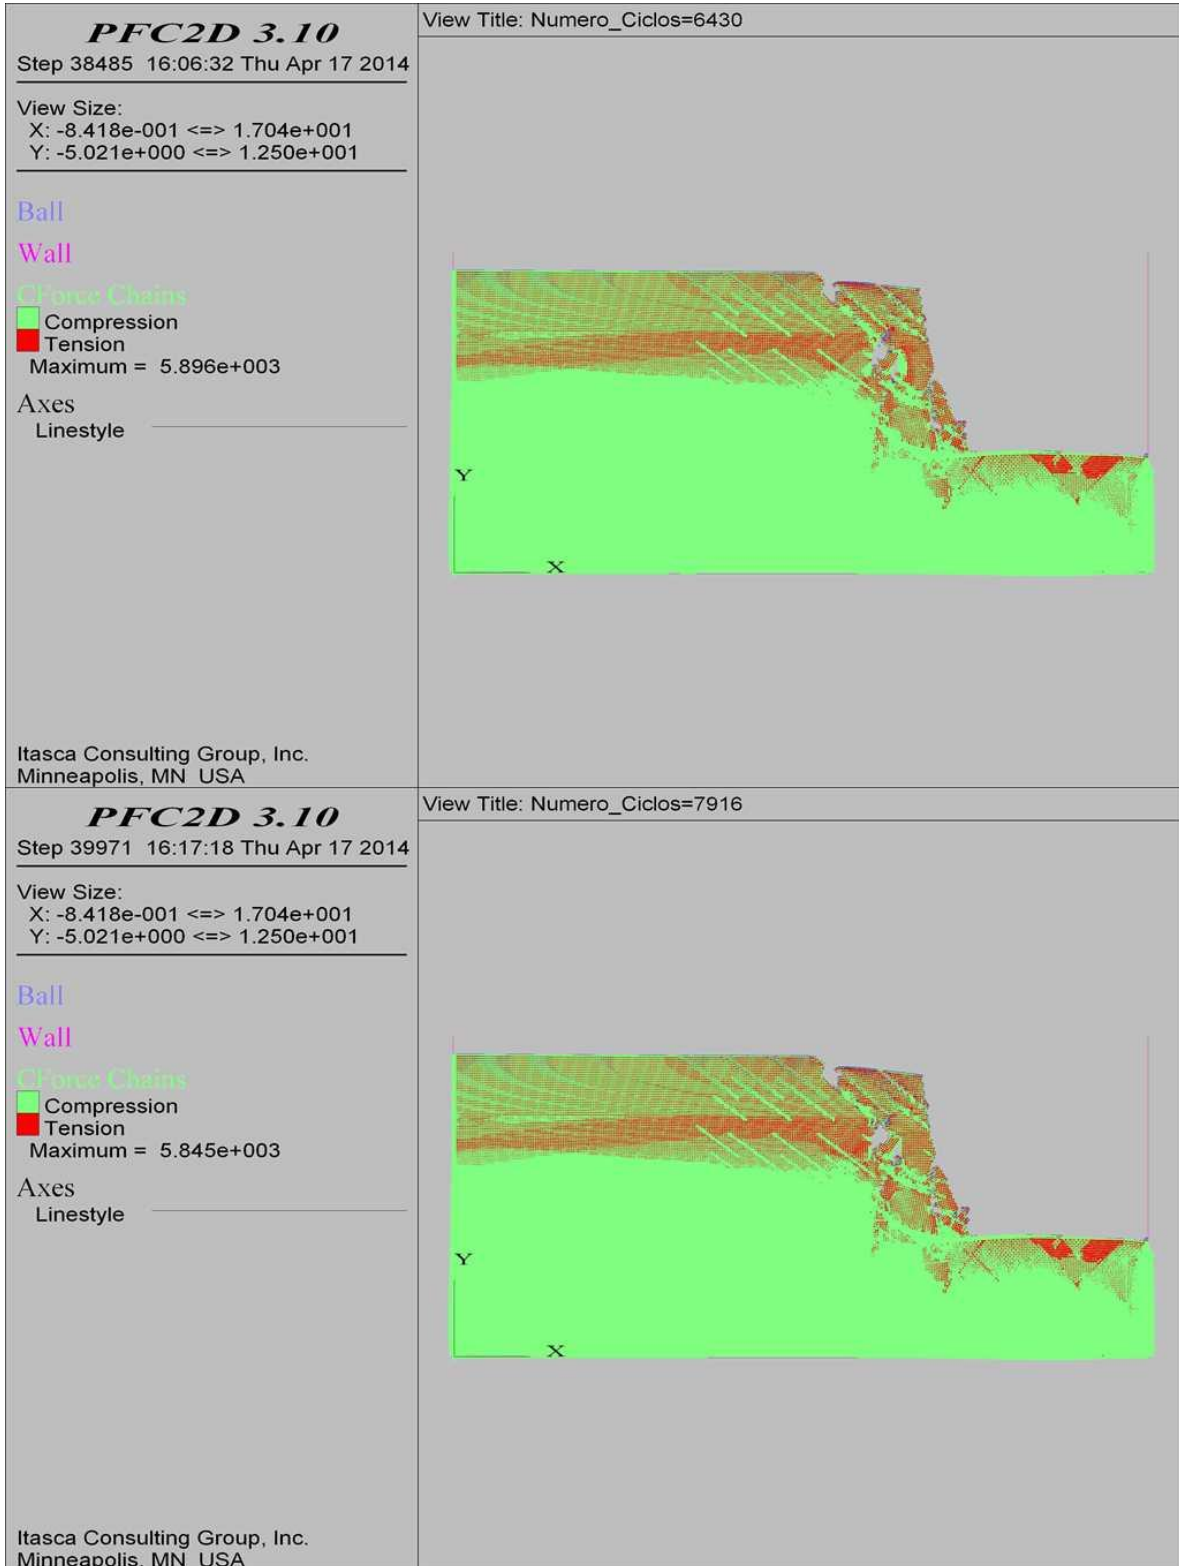 PFC2D 3.10
Step 38485 16:06:32 Thu Apr 17 2014
View Size:
X: -8.418e-001 <=> 1.704e+001
Y: -5.021e+000 <=> 1.250e+001
Ball
Wall
CForce Chains
Compression
Tension
Maximum = 5.896e+003
Axes
Linestyle
Itasca Consulting Group, Inc.
Minneapolis, MN USA
View Title: Numero_Ciclos=6430
Y
X
PFC2D 3.10
Step 39971 16:17:18 Thu Apr 17 2014
View Size:
X: -8.418e-001 <=> 1.704e+001
Y: -5.021e+000 <=> 1.250e+001
Ball
Wall
CForce Chains
Compression
Tension
Maximum = 5.845e+003
Axes
Linestyle
Itasca Consulting Group, Inc.
Minneapolis, MN USA
View Title: Numero_Ciclos=7916
Y
X